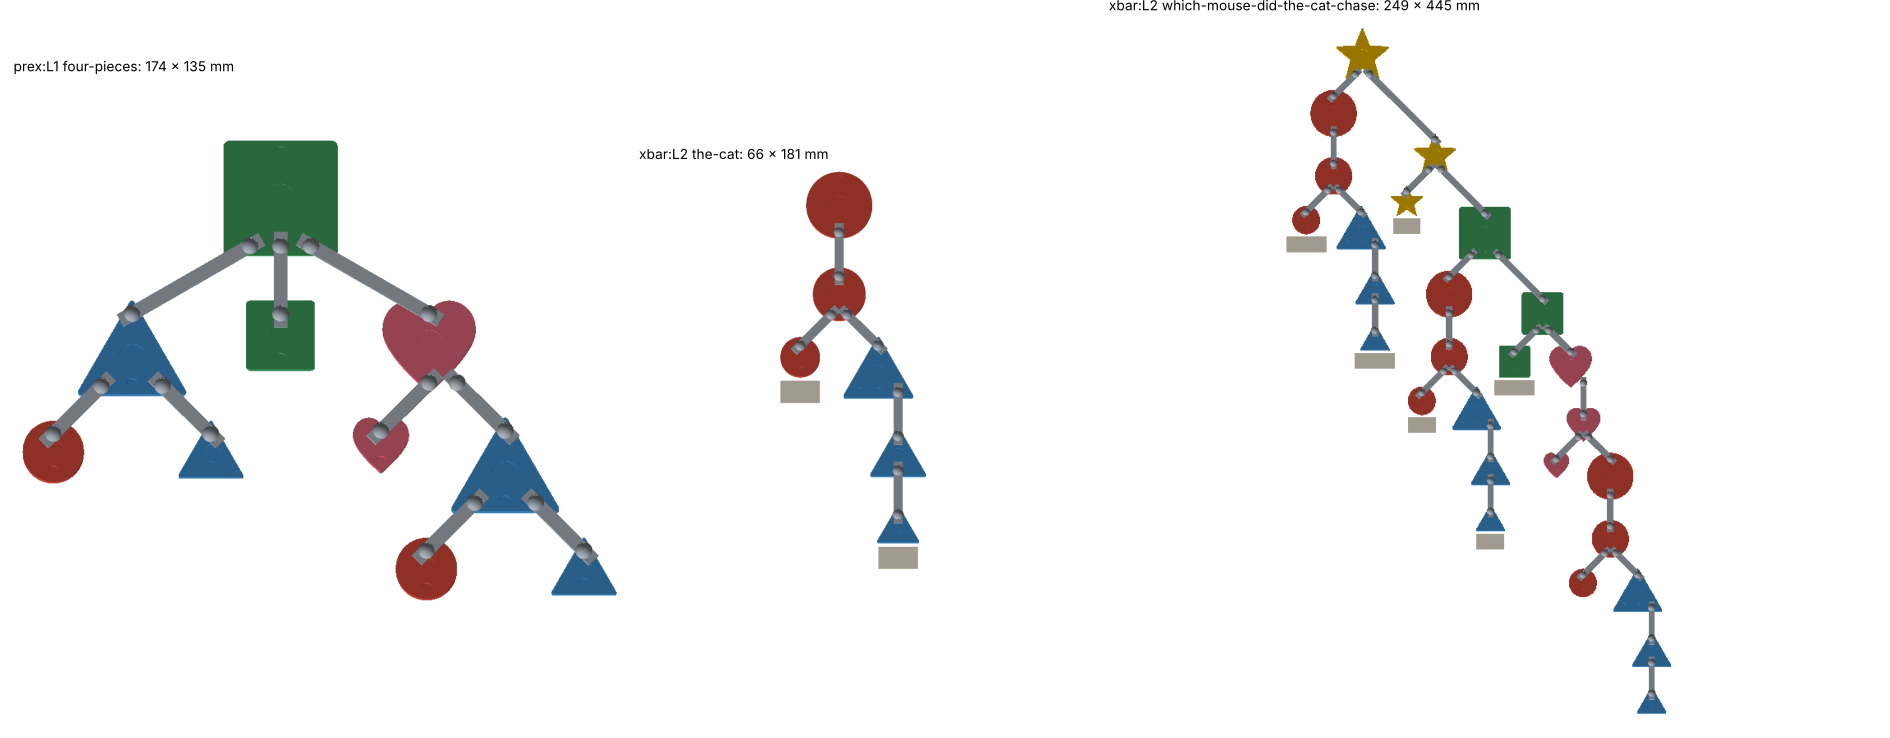 xbar:L2 which-mouse-did-the-cat-chase: 249 × 445 mm
prex:L1 four-pieces: 174 × 135 mm
xbar:L2 the-cat: 66 × 181 mm